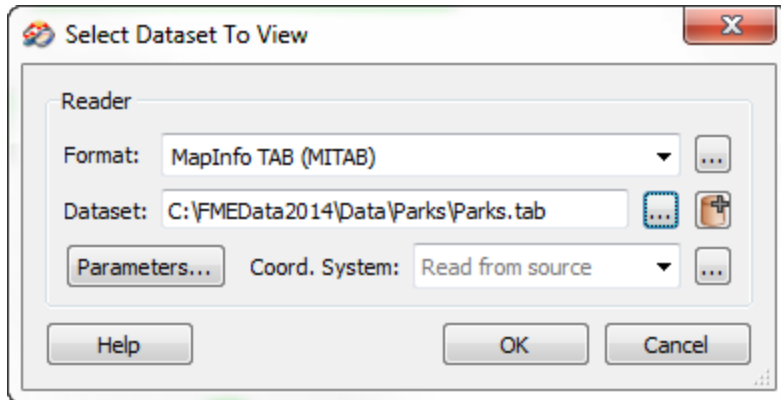 Select Dataset To View
Reader
Format: MapInfo TAB (MITAB) ...
Dataset: C:\FMEData2014\Data\Parks\Parks.tab ...
Parameters... Coord. System: Read from source ...
Help OK Cancel